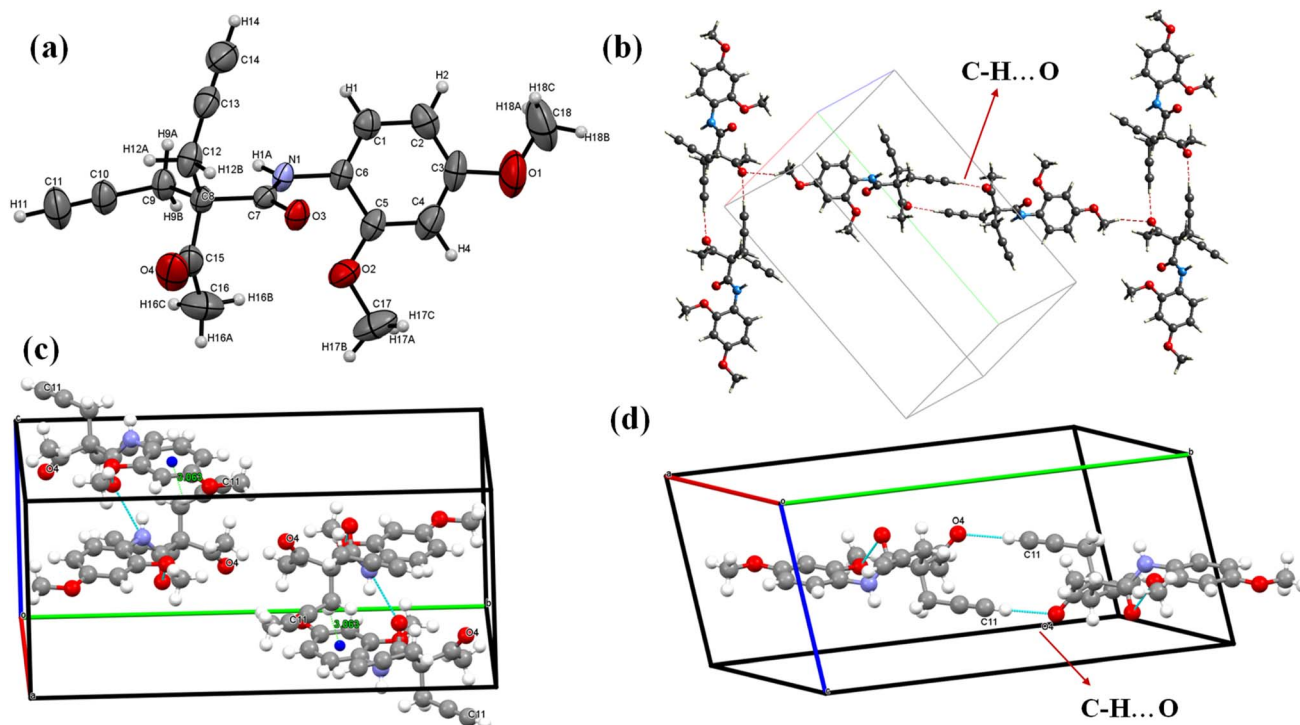 (a)
H14
C14
C13
H9A
H12A
C12
H12B
H1A
N1
H1
C1
H2
C2
H18A
H18C
C18
H18B
C11
H11
C10
C9
H9B
C8
C7
O3
C6
C3
O1
C5
C4
H4
O4
C15
C16
H16C
H16B
H16A
O2
C17
H17C
H17B
H17A
(b)
C-H...O
(c)
C11
c
O4
C11
O4
O4
b
C11
3.863
O4
a
C11
(d)
a
o
b
O4
C11
C11
O4
c
C-H...O